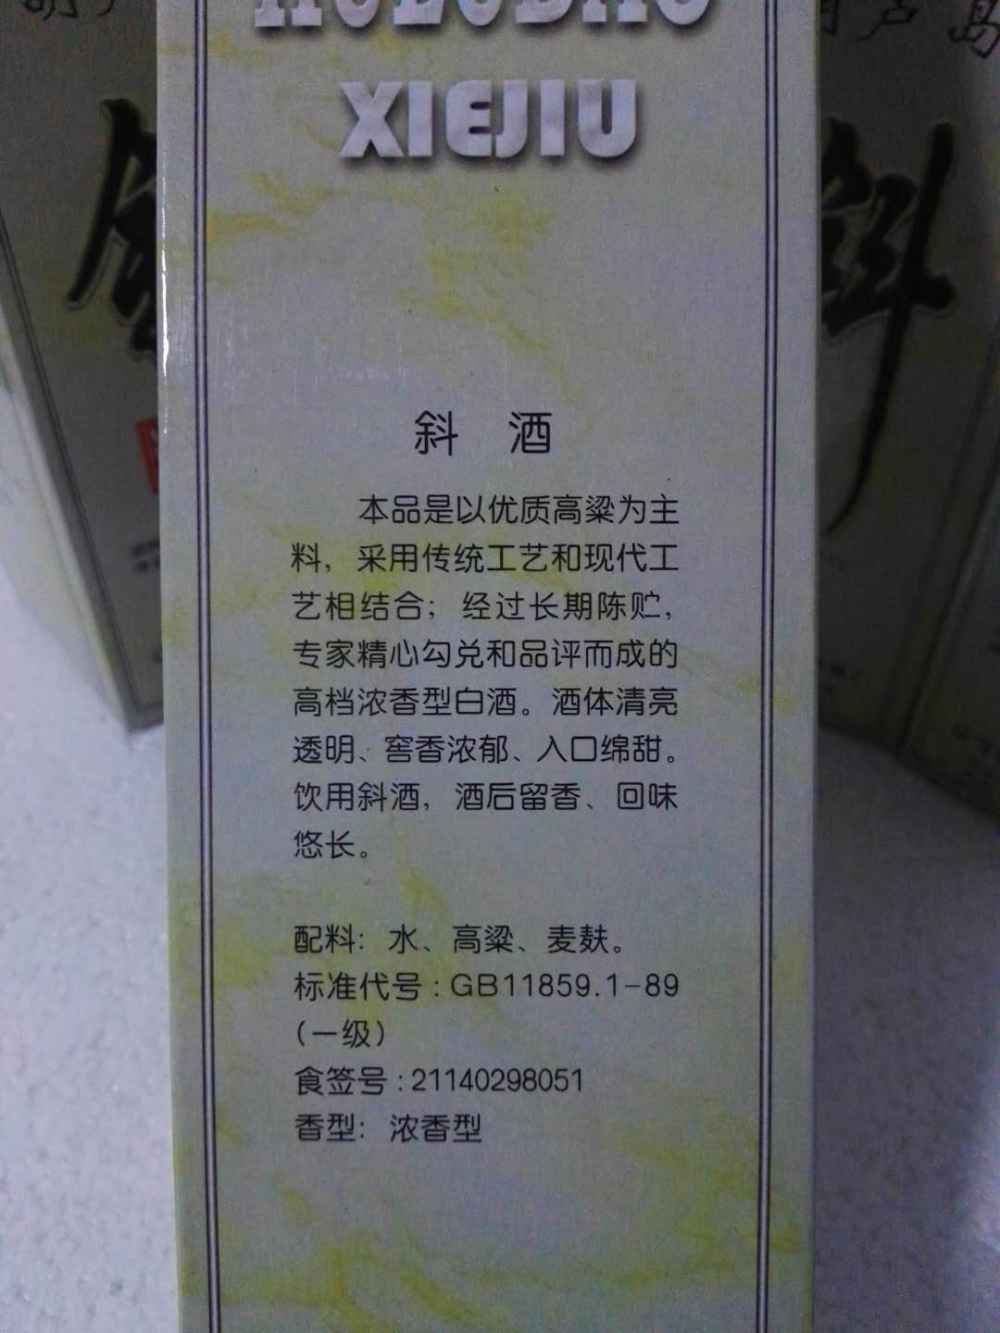 HULUDAO
XIEJIU
斜 酒
本品是以优质高粱为主
料，采用传统工艺和现代工
艺相结合；经过长期陈贮，
专家精心勾兑和品评而成的
高档浓香型白酒。酒体清亮
透明、窖香浓郁、入口绵甜。
饮用斜酒，酒后留香、回味
悠长。
配料：水、高粱、麦麸。
标准代号：GB11859.1-89
（一级）
食签号：21140298051
香型：浓香型
斜